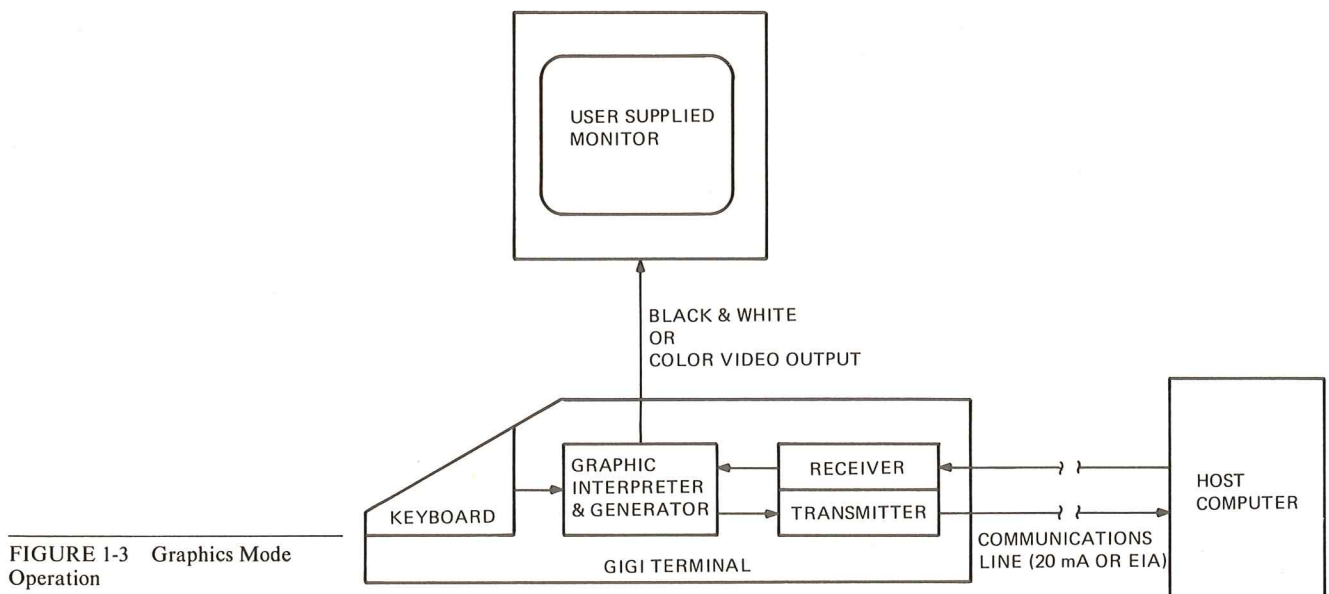 USER SUPPLIED
MONITOR
BLACK & WHITE
OR
COLOR VIDEO OUTPUT
KEYBOARD
GRAPHIC
INTERPRETER
& GENERATOR
RECEIVER
TRANSMITTER
GIGI TERMINAL
COMMUNICATIONS
LINE (20 mA OR EIA)
HOST
COMPUTER
FIGURE 1-3 Graphics Mode
Operation